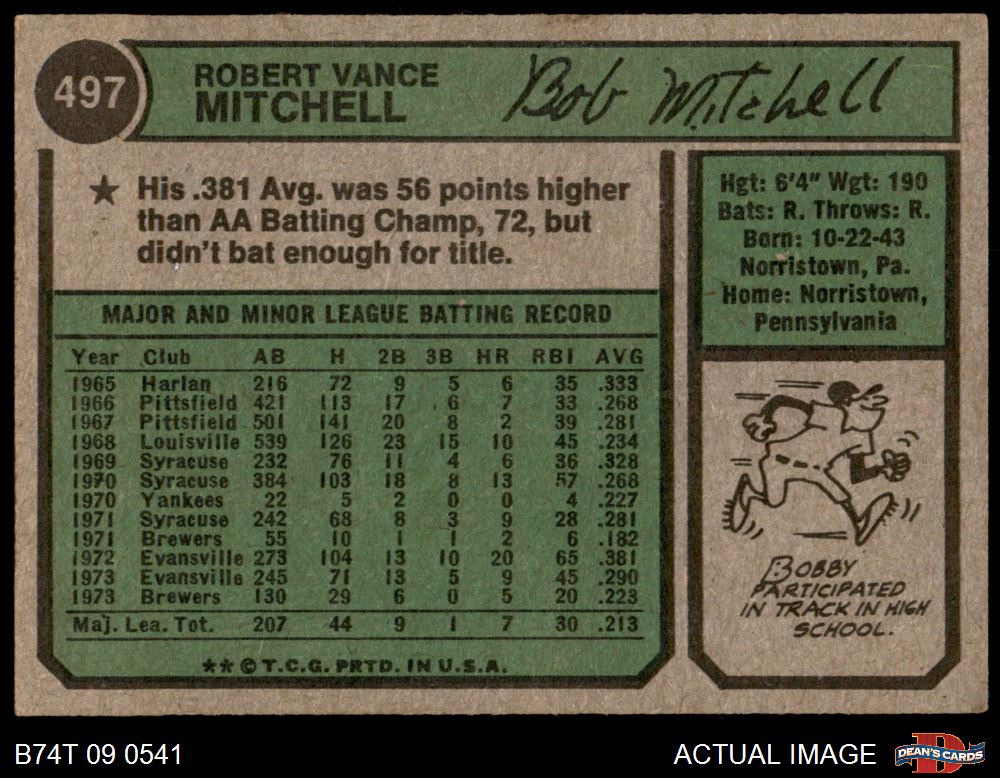 497
ROBERT VANCE
MITCHELL
Bob Mitchell
★ His .381 Avg. was 56 points higher
than AA Batting Champ, 72, but
didn't bat enough for title.
Hgt: 6'4" Wgt: 190
Bats: R. Throws: R.
Born: 10-22-43
Norristown, Pa.
Home: Norristown,
Pennsylvania
MAJOR AND MINOR LEAGUE BATTING RECORD
Year Club AB H 2B 3B HR RBI AVG
1965 Harlan 216 72 9 5 6 35 .333
1966 Pittsfield 421 113 17 6 7 33 .268
1967 Pittsfield 501 141 20 8 2 39 .281
1968 Louisville 539 126 23 15 10 45 .234
1969 Syracuse 232 76 11 4 6 36 .328
1970 Syracuse 384 103 18 8 13 57 .268
1970 Yankees 22 5 2 0 0 4 .227
1971 Syracuse 242 68 8 3 9 28 .281
1971 Brewers 55 10 1 1 2 6 .182
1972 Evansville 273 104 13 10 20 65 .381
1973 Evansville 245 71 13 5 9 45 .290
1973 Brewers 130 29 6 0 5 20 .223
Maj. Lea. Tot. 207 44 9 1 7 30 .213
** © T.C.G. PRTD. IN U.S.A.
BOBBY
PARTICIPATED
IN TRACK IN HIGH
SCHOOL.
B74T 09 0541
ACTUAL IMAGE
DEAN'S CARDS